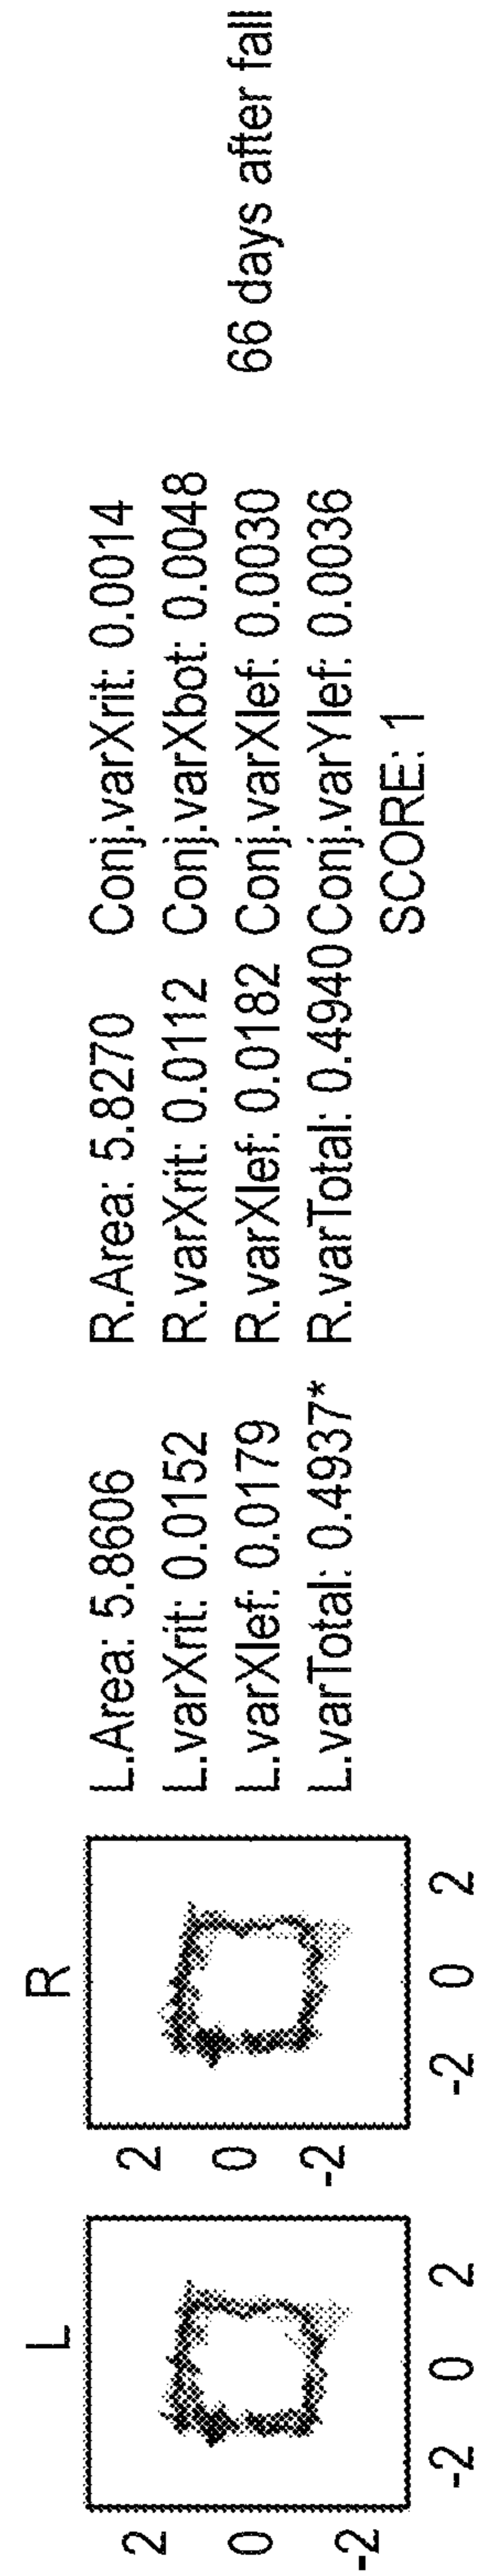 L
2
0
-2
-2 0 2
R
2
0
-2
-2 0 2
L.Area: 5.8606 R.Area: 5.8270 Conj.varXrit: 0.0014
L.varXrit: 0.0152 R.varXrit: 0.0112 Conj.varXbot: 0.0048
L.varXlef: 0.0179 R.varXlef: 0.0182 Conj.varXlef: 0.0030
L.varTotal: 0.4937* R.varTotal: 0.4940 Conj.varYlef: 0.0036
SCORE: 1
66 days after fall